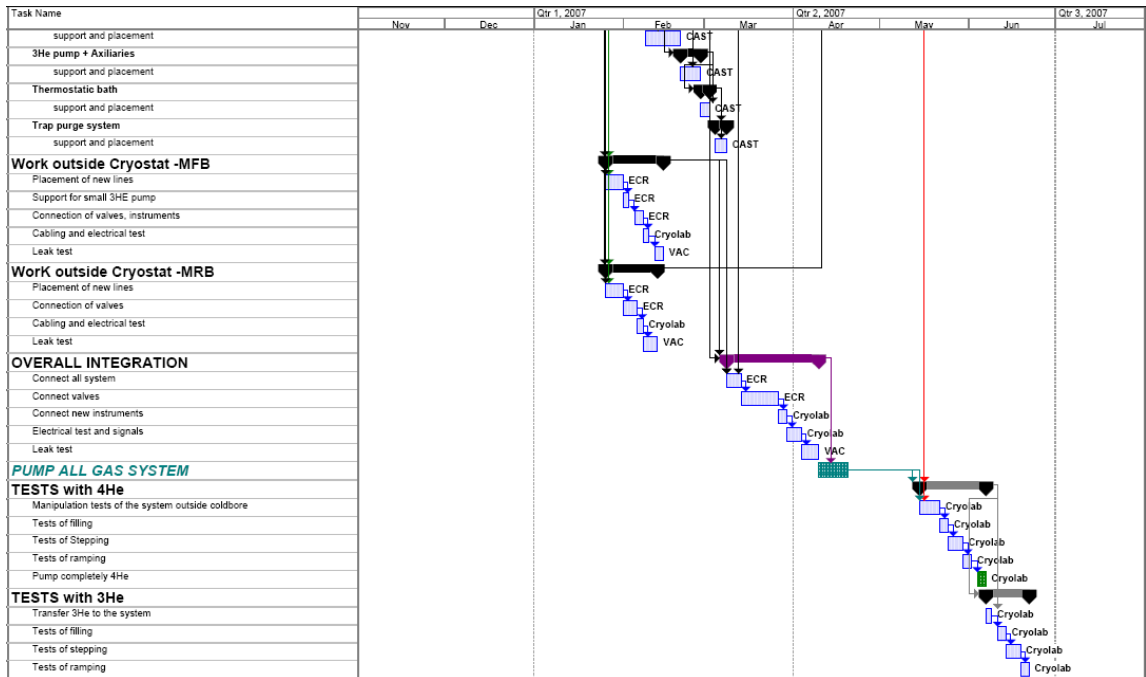 Task Name
Qtr 1, 2007 Qtr 2, 2007 Qtr 3, 2007
Nov Dec Jan Feb Mar Apr May Jun Jul
support and placement CAST
3He pump + Axiliaries
support and placement CAST
Thermostatic bath
support and placement CAST
Trap purge system
support and placement CAST
Work outside Cryostat -MFB
Placement of new lines ECR
Support for small 3HE pump ECR
Connection of valves, instruments ECR
Cabling and electrical test Cryolab
Leak test VAC
WorK outside Cryostat -MRB
Placement of new lines ECR
Connection of valves ECR
Cabling and electrical test Cryolab
Leak test VAC
OVERALL INTEGRATION
Connect all system ECR
Connect valves ECR
Connect new instruments Cryolab
Electrical test and signals Cryolab
Leak test VAC
PUMP ALL GAS SYSTEM
TESTS with 4He
Manipulation tests of the system outside coldbore Cryolab
Tests of filling Cryolab
Tests of Stepping Cryolab
Tests of ramping Cryolab
Pump completely 4He Cryolab
TESTS with 3He
Transfer 3He to the system Cryolab
Tests of filling Cryolab
Tests of stepping Cryolab
Tests of ramping Cryolab